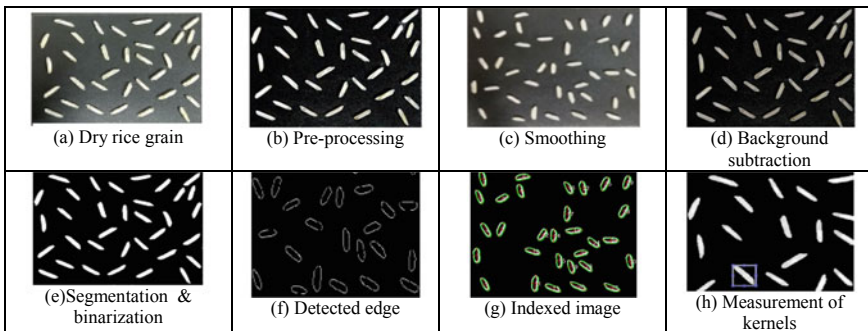 (a) Dry rice grain
(b) Pre-processing
(c) Smoothing
(d) Background
subtraction
(e)Segmentation & 
binarization
(f) Detected edge
(g) Indexed image
(h) Measurement of
kernels